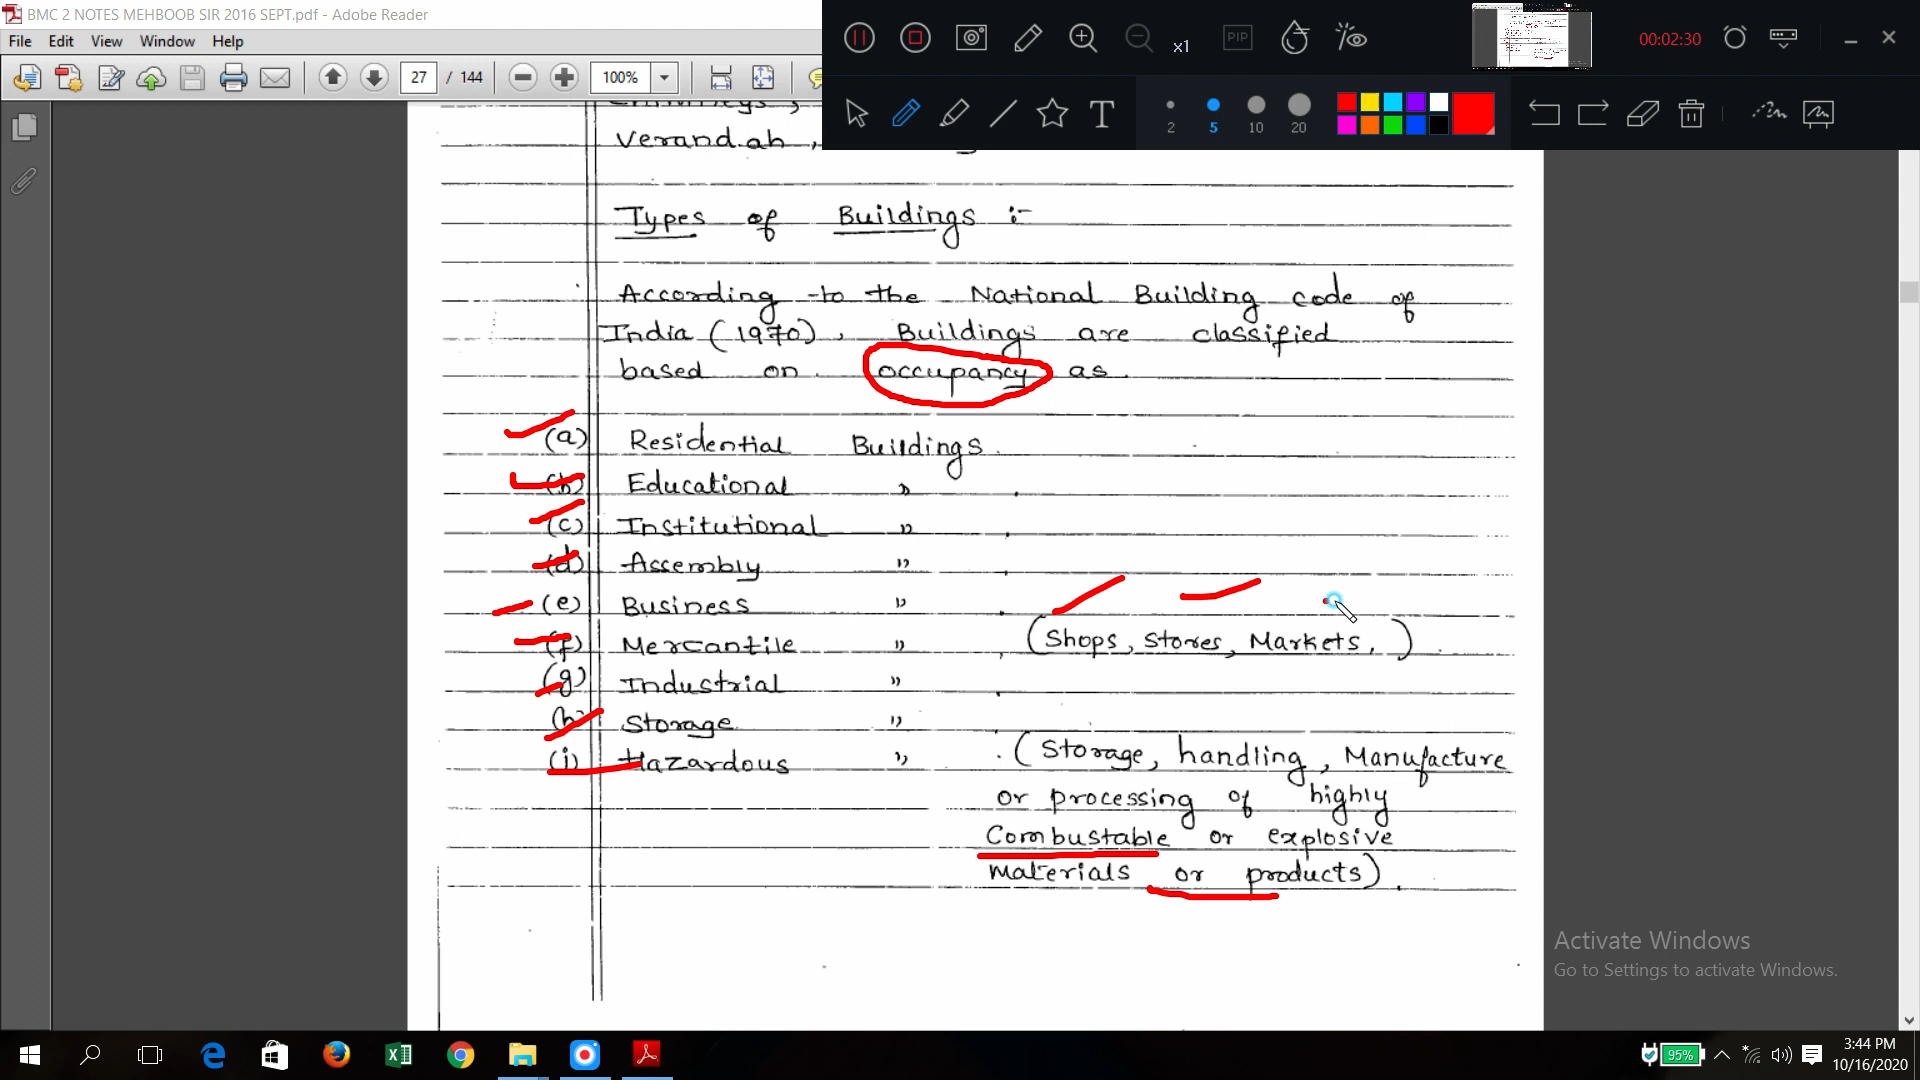 BMC 2 NOTES MEHBOOB SIR 2016 SEPT.pdf - Adobe Reader
File Edit View Window Help
27 / 144 100%
x1 PIP 00:02:30
T 2 5 10 20
Verandah,
Types of Buildings :-
According to the National Building code of
India (1970), Buildings are classified
based on occupancy as.
(a) Residential Buildings.
(b) Educational " .
(c) Institutional " .
(d) Assembly " .
(e) Business " .
(f) Mercantile " . (Shops, Stores, Markets, ) .
(g) Industrial " .
(h) Storage "
(i) Hazardous " . (Storage, handling, Manufacture
or processing of highly
Combustable or explosive
materials or products).
Activate Windows
Go to Settings to activate Windows.
95% 3:44 PM
10/16/2020